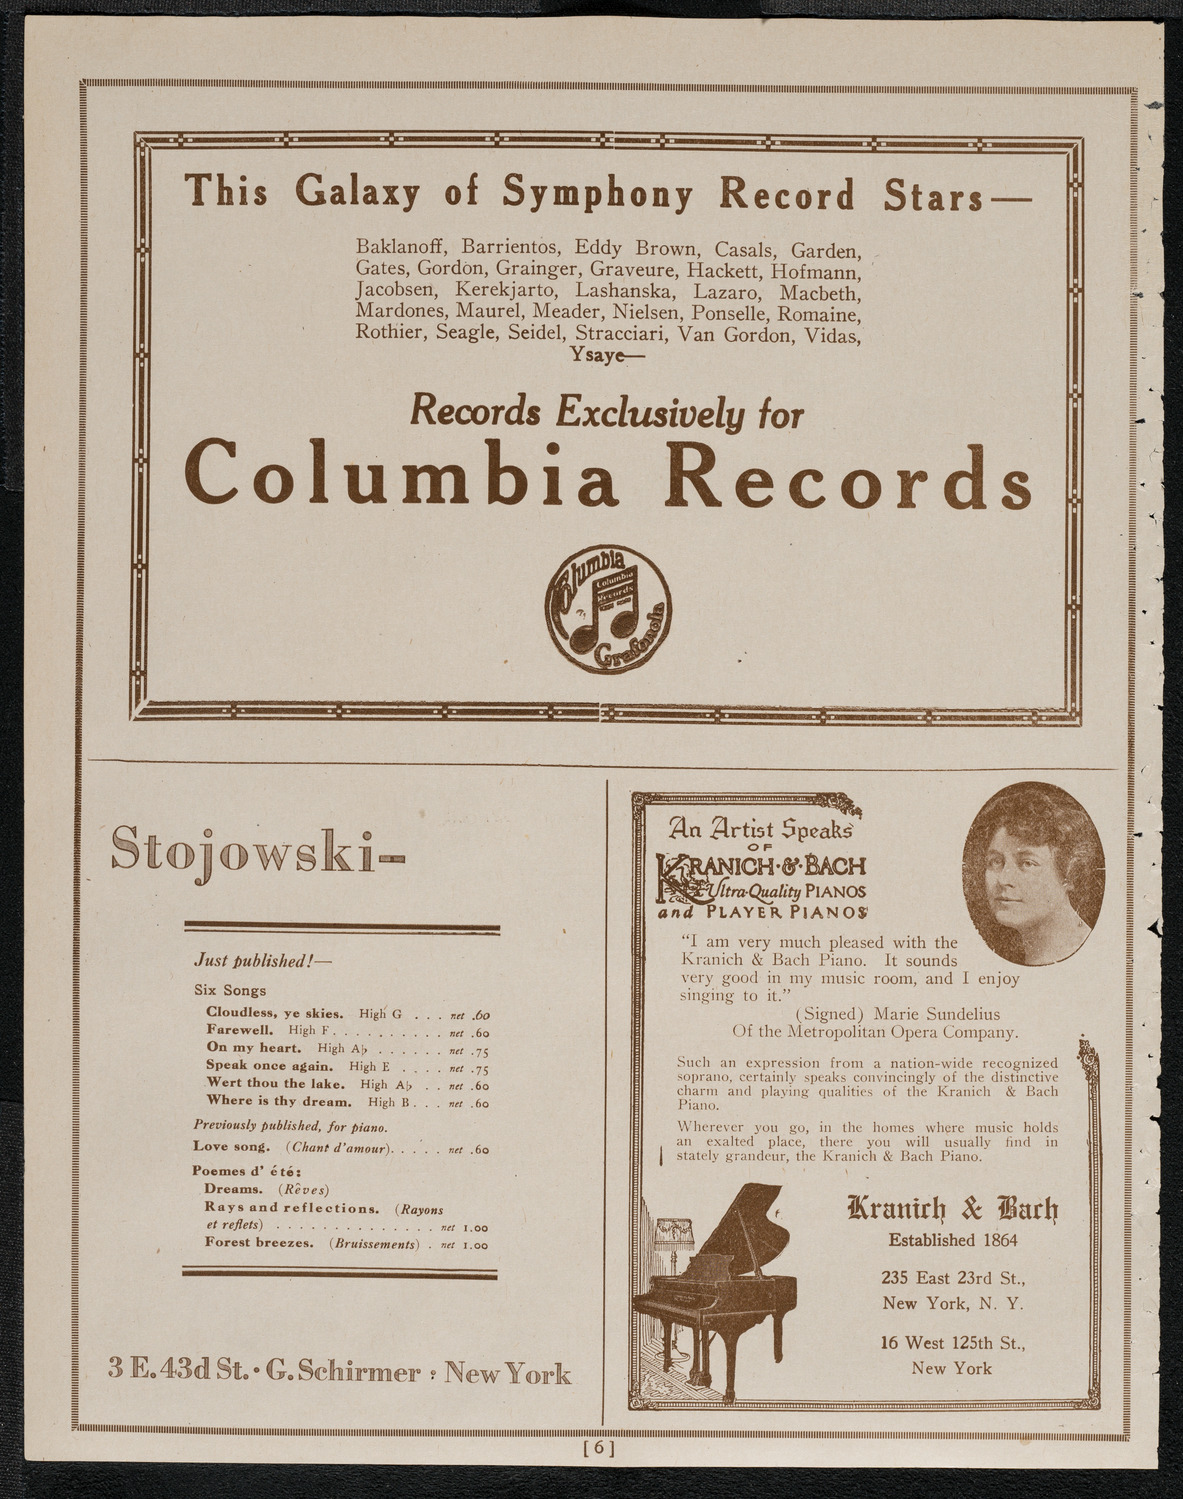 This Galaxy of Symphony Record Stars—
Baklanoff, Barrientos, Eddy Brown, Casals, Garden,
Gates, Gordon, Grainger, Graveure, Hackett, Hofmann,
Jacobsen, Kerekjarto, Lashanska, Lazaro, Macbeth,
Mardones, Maurel, Meader, Nielsen, Ponselle, Romaine,
Rothier, Seagle, Seidel, Stracciari, Van Gordon, Vidas,
Ysaye—
Records Exclusively for
Columbia Records
Columbia
Columbia
Records
Grafonola
Stojowski-
Just published!—
Six Songs
Cloudless, ye skies. High G . . . net .60
Farewell. High F . . . . . . . . . . . net .60
On my heart. High A♭ . . . . . . net .75
Speak once again. High E . . . . net .75
Wert thou the lake. High A♭ . . net .60
Where is thy dream. High B . . . net .60
Previously published, for piano.
Love song. (Chant d'amour). . . . . net .60
Poemes d' été:
Dreams. (Rêves)
Rays and reflections. (Rayons
et reflets) . . . . . . . . . . . . . . net 1.00
Forest breezes. (Bruissements) . net 1.00
3 E. 43d St. · G. Schirmer : New York
An Artist Speaks
OF
KRANICH·&·BACH
Ultra-Quality PIANOS
and PLAYER PIANOS
"I am very much pleased with the
Kranich & Bach Piano. It sounds
very good in my music room, and I enjoy
singing to it."
(Signed) Marie Sundelius
Of the Metropolitan Opera Company.
Such an expression from a nation-wide recognized
soprano, certainly speaks convincingly of the distinctive
charm and playing qualities of the Kranich & Bach
Piano.
Wherever you go, in the homes where music holds
an exalted place, there you will usually find in
stately grandeur, the Kranich & Bach Piano.
Kranich & Bach
Established 1864
235 East 23rd St.,
New York, N. Y.
16 West 125th St.,
New York
[ 6 ]